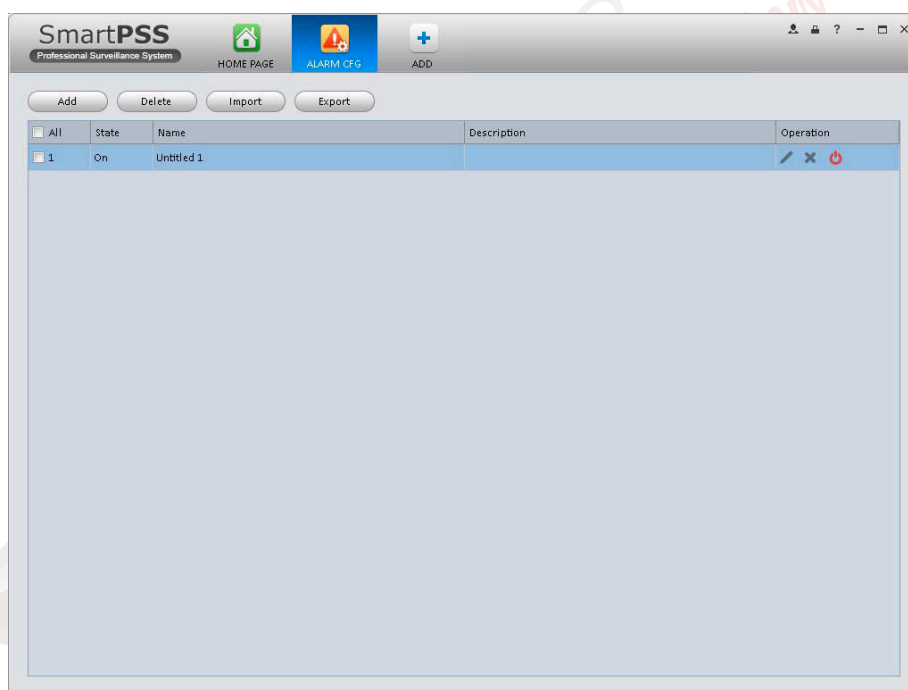 SmartPSS
Professional Surveillance System
HOME PAGE
ALARM CFG
ADD
?
Add Delete Import Export
All State Name Description Operation
1 On Untitled 1